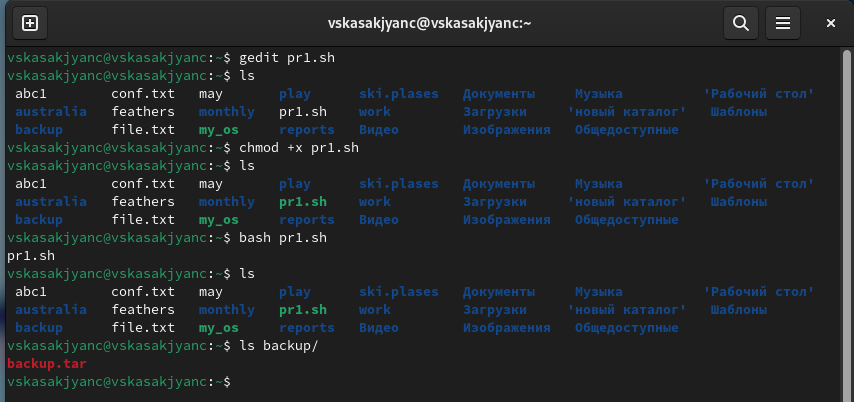 vskasakjyanc@vskasakjyanc:~
vskasakjyanc@vskasakjyanc:~$ gedit pr1.sh
vskasakjyanc@vskasakjyanc:~$ ls
abc1 conf.txt may play ski.plases Документы Музыка 'Рабочий стол'
australia feathers monthly pr1.sh work Загрузки 'новый каталог' Шаблоны
backup file.txt my_os reports Видео Изображения Общедоступные
vskasakjyanc@vskasakjyanc:~$ chmod +x pr1.sh
vskasakjyanc@vskasakjyanc:~$ ls
abc1 conf.txt may play ski.plases Документы Музыка 'Рабочий стол'
australia feathers monthly pr1.sh work Загрузки 'новый каталог' Шаблоны
backup file.txt my_os reports Видео Изображения Общедоступные
vskasakjyanc@vskasakjyanc:~$ bash pr1.sh
pr1.sh
vskasakjyanc@vskasakjyanc:~$ ls
abc1 conf.txt may play ski.plases Документы Музыка 'Рабочий стол'
australia feathers monthly pr1.sh work Загрузки 'новый каталог' Шаблоны
backup file.txt my_os reports Видео Изображения Общедоступные
vskasakjyanc@vskasakjyanc:~$ ls backup/
backup.tar
vskasakjyanc@vskasakjyanc:~$